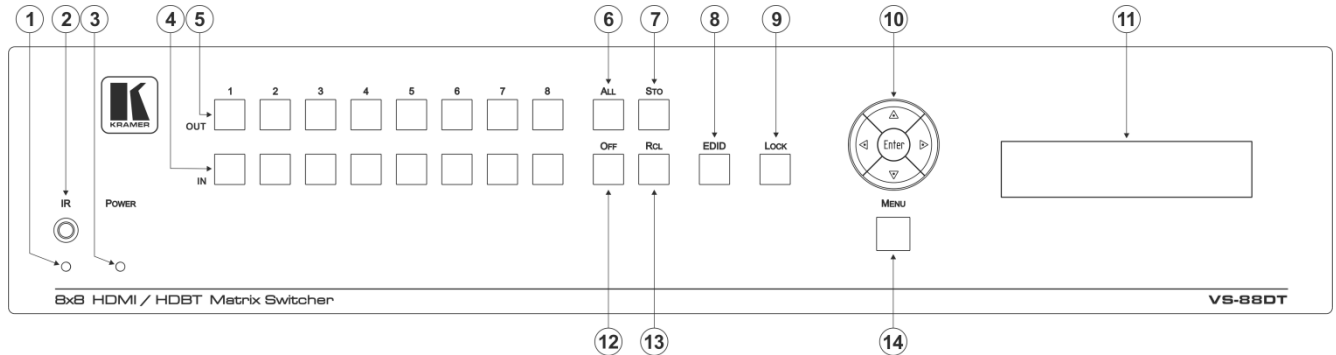 1 2 3 4 5 6 7 8 9 10 11
K
KRAMER
1 2 3 4 5 6 7 8 ALL STO
OUT
OFF RCL EDID LOCK Enter
IN
IR POWER MENU
8x8 HDMI / HDBT Matrix Switcher VS-88DT
12 13 14